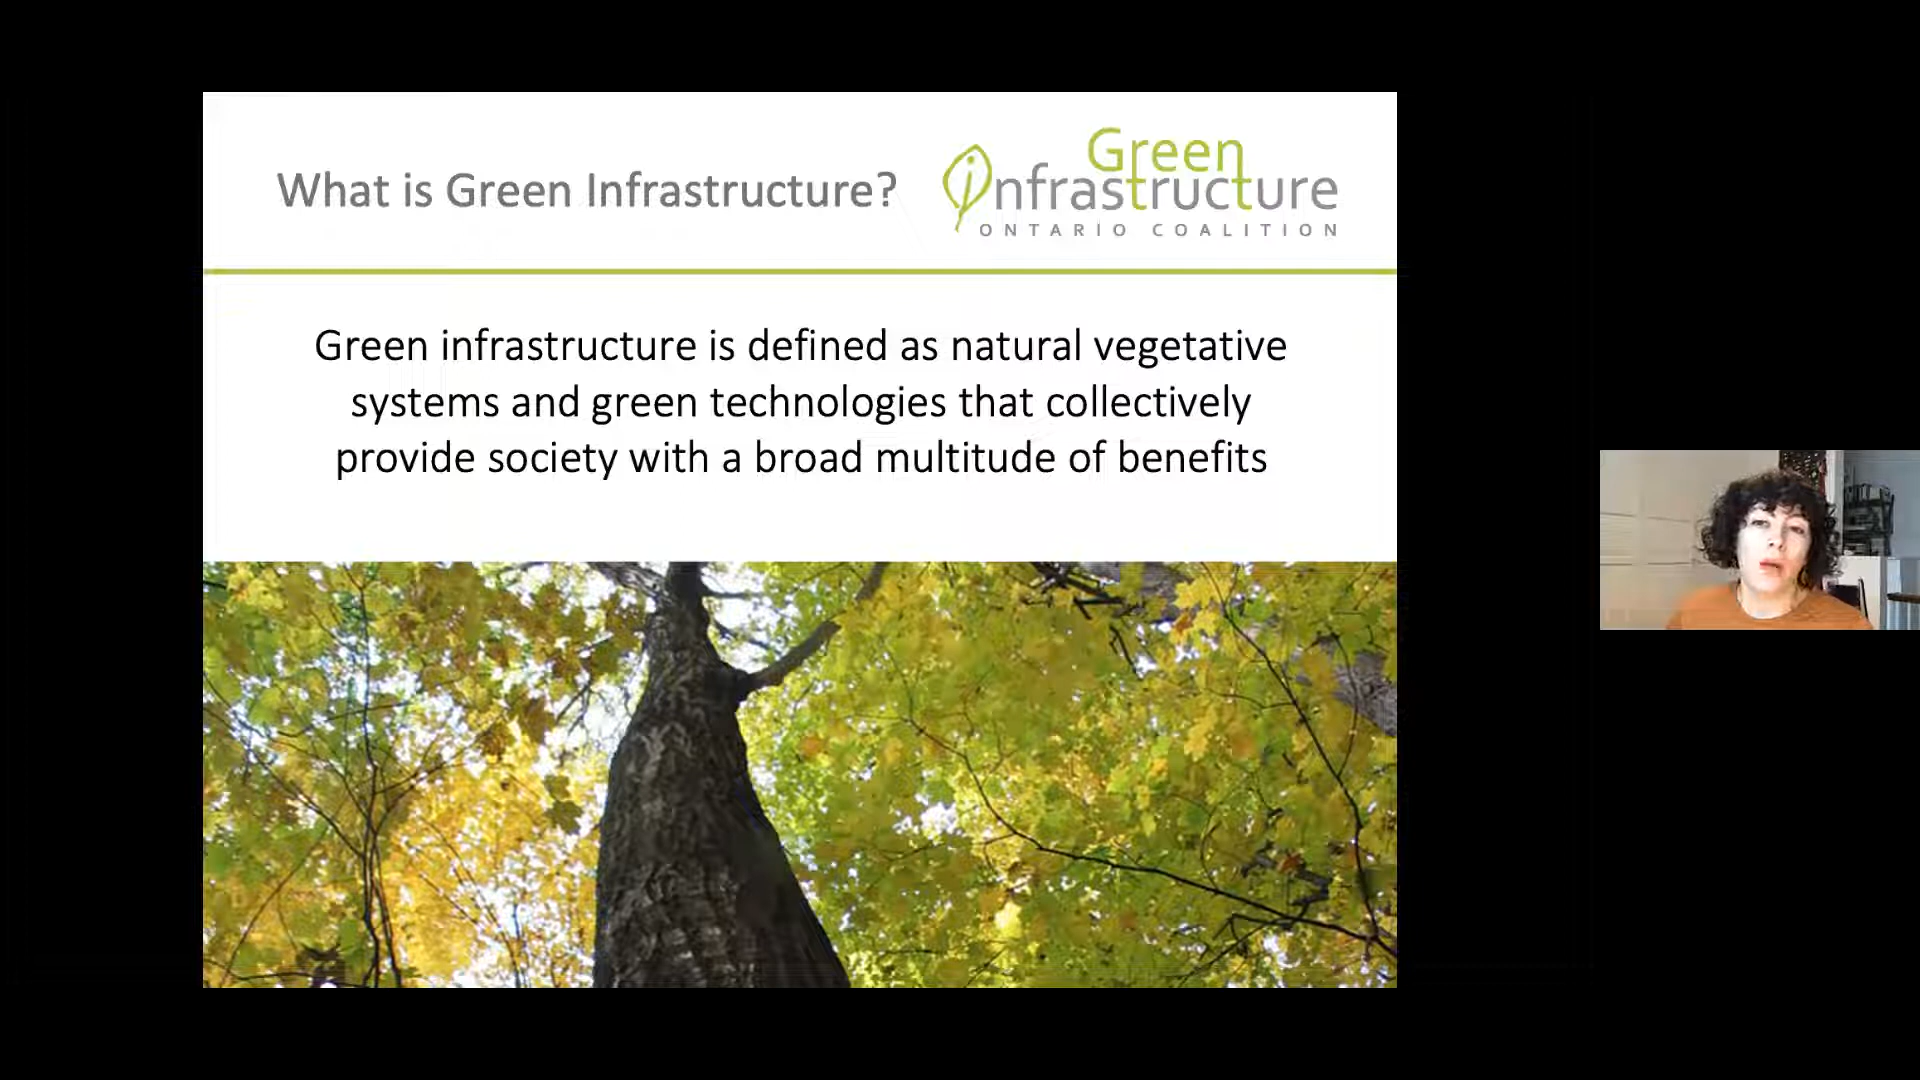 What is Green Infrastructure?
Green
infrastructure
ONTARIO COALITION
Green infrastructure is defined as natural vegetative
systems and green technologies that collectively
provide society with a broad multitude of benefits